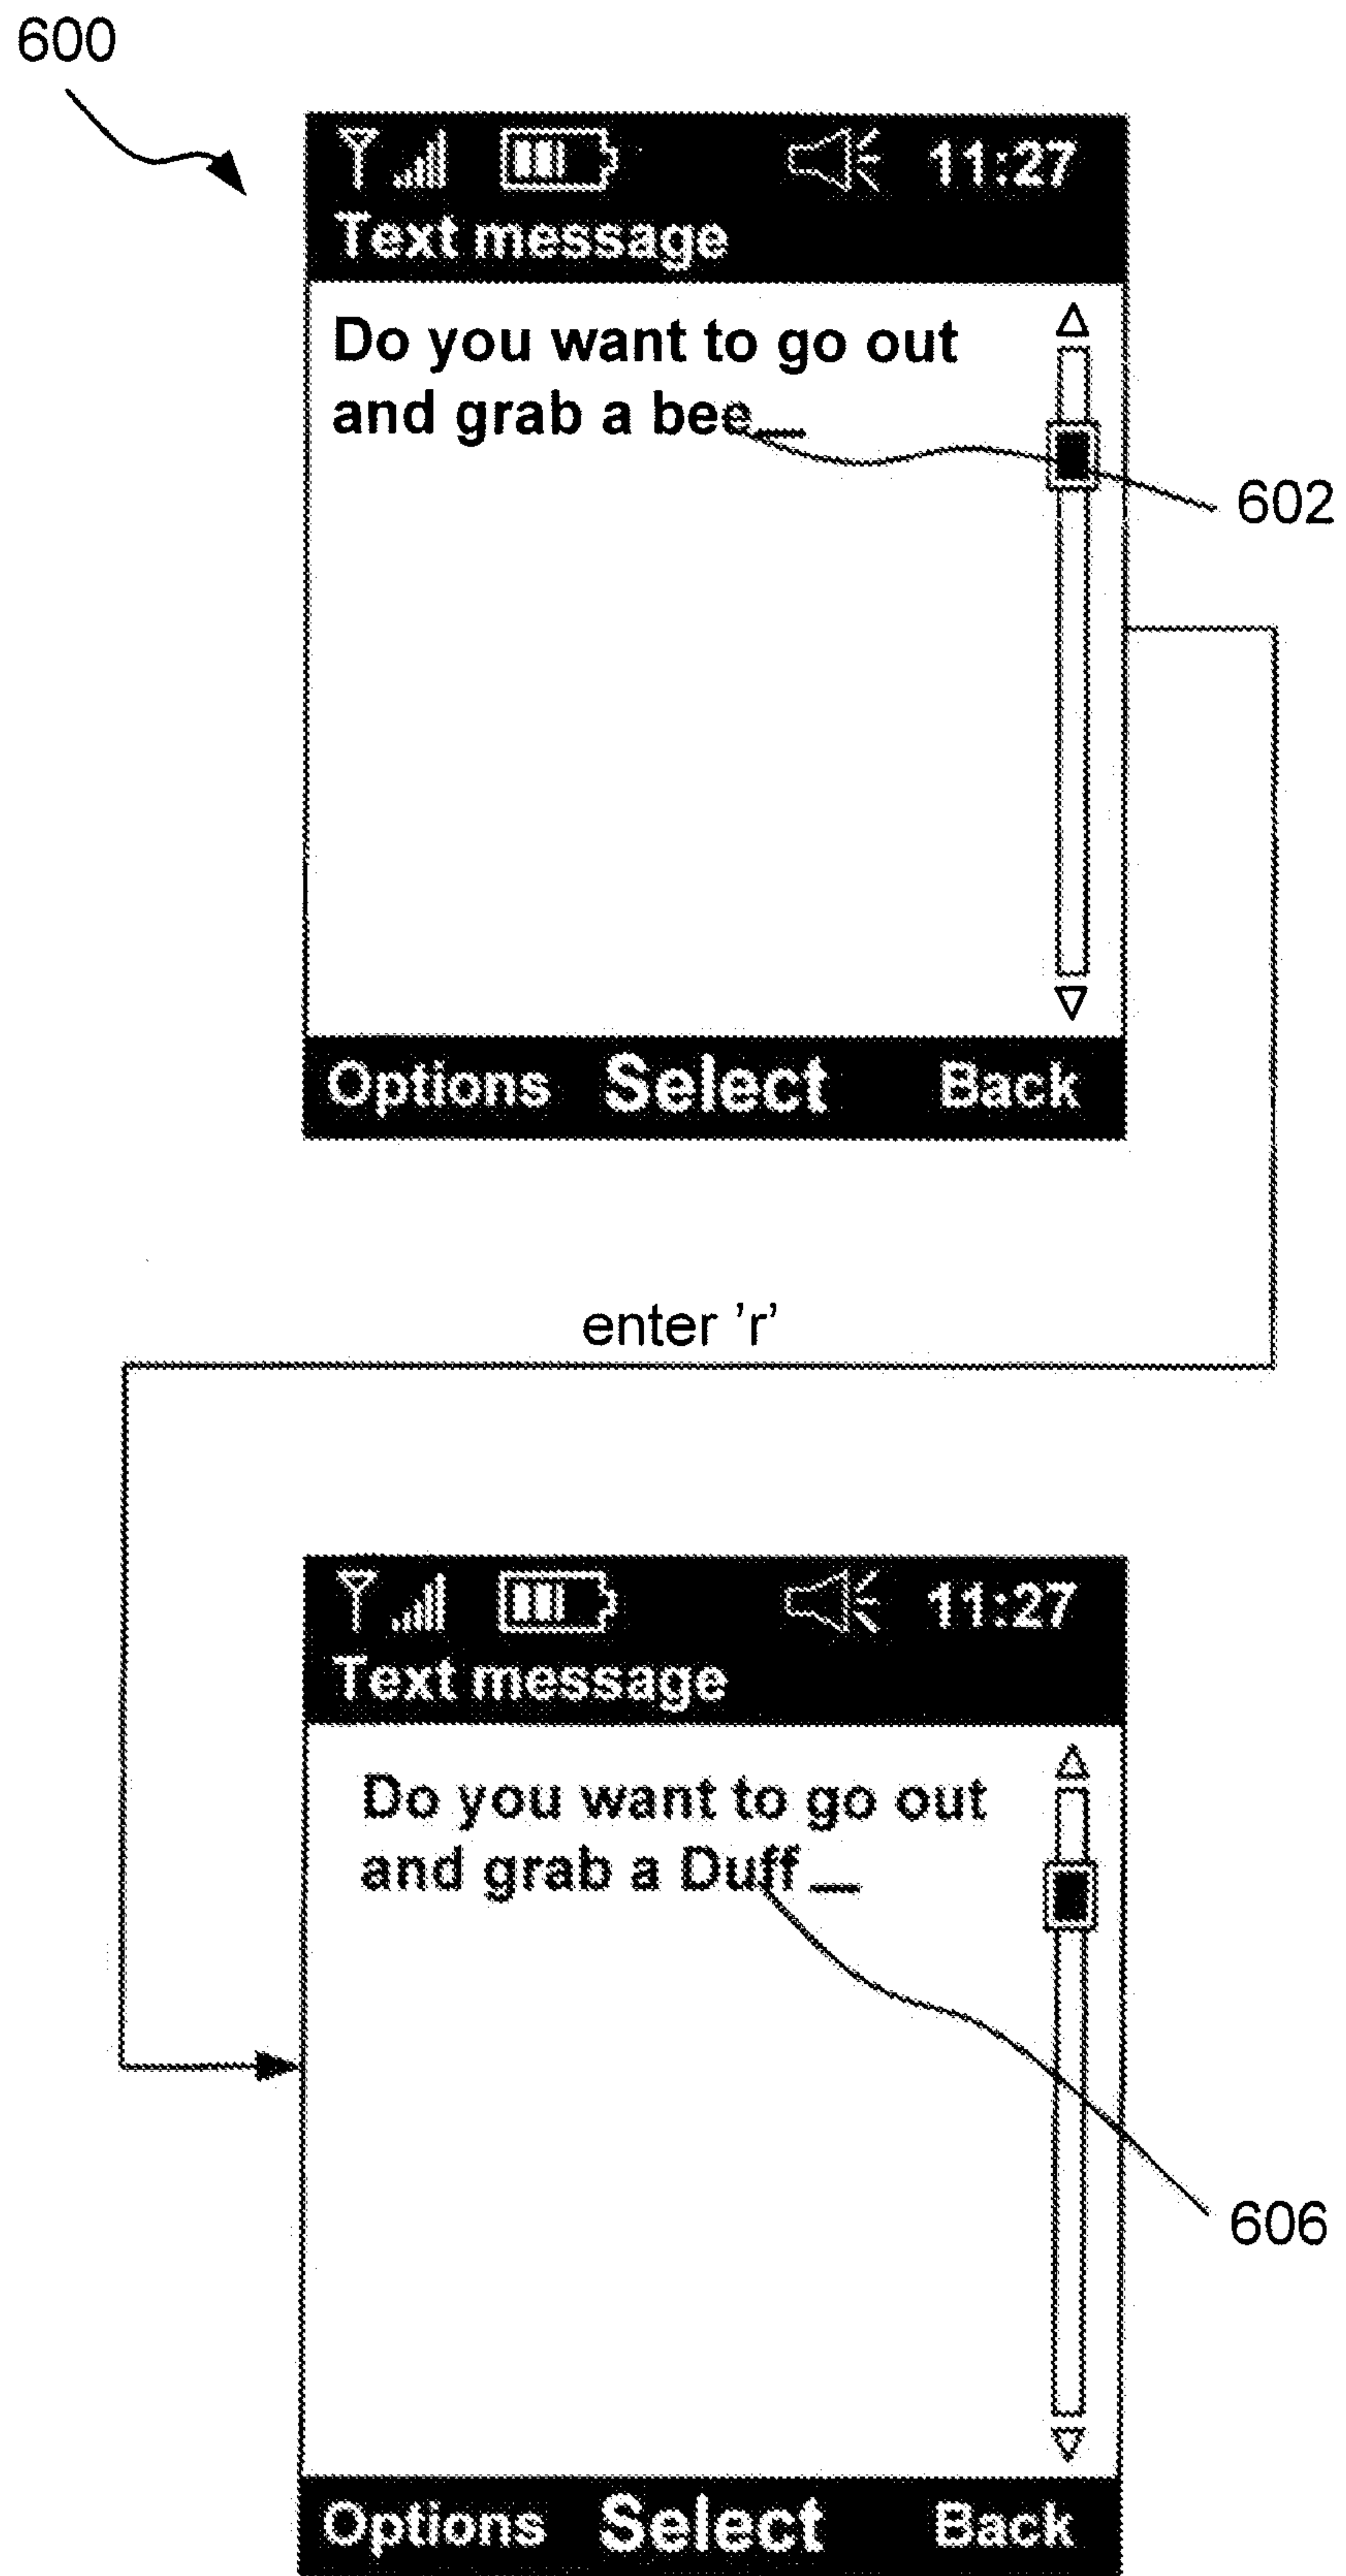 600
11:27
Text message
Do you want to go out
and grab a bee_
602
Options Select Back
enter ’r’
11:27
Text message
Do you want to go out
and grab a Duff_
606
Options Select Back